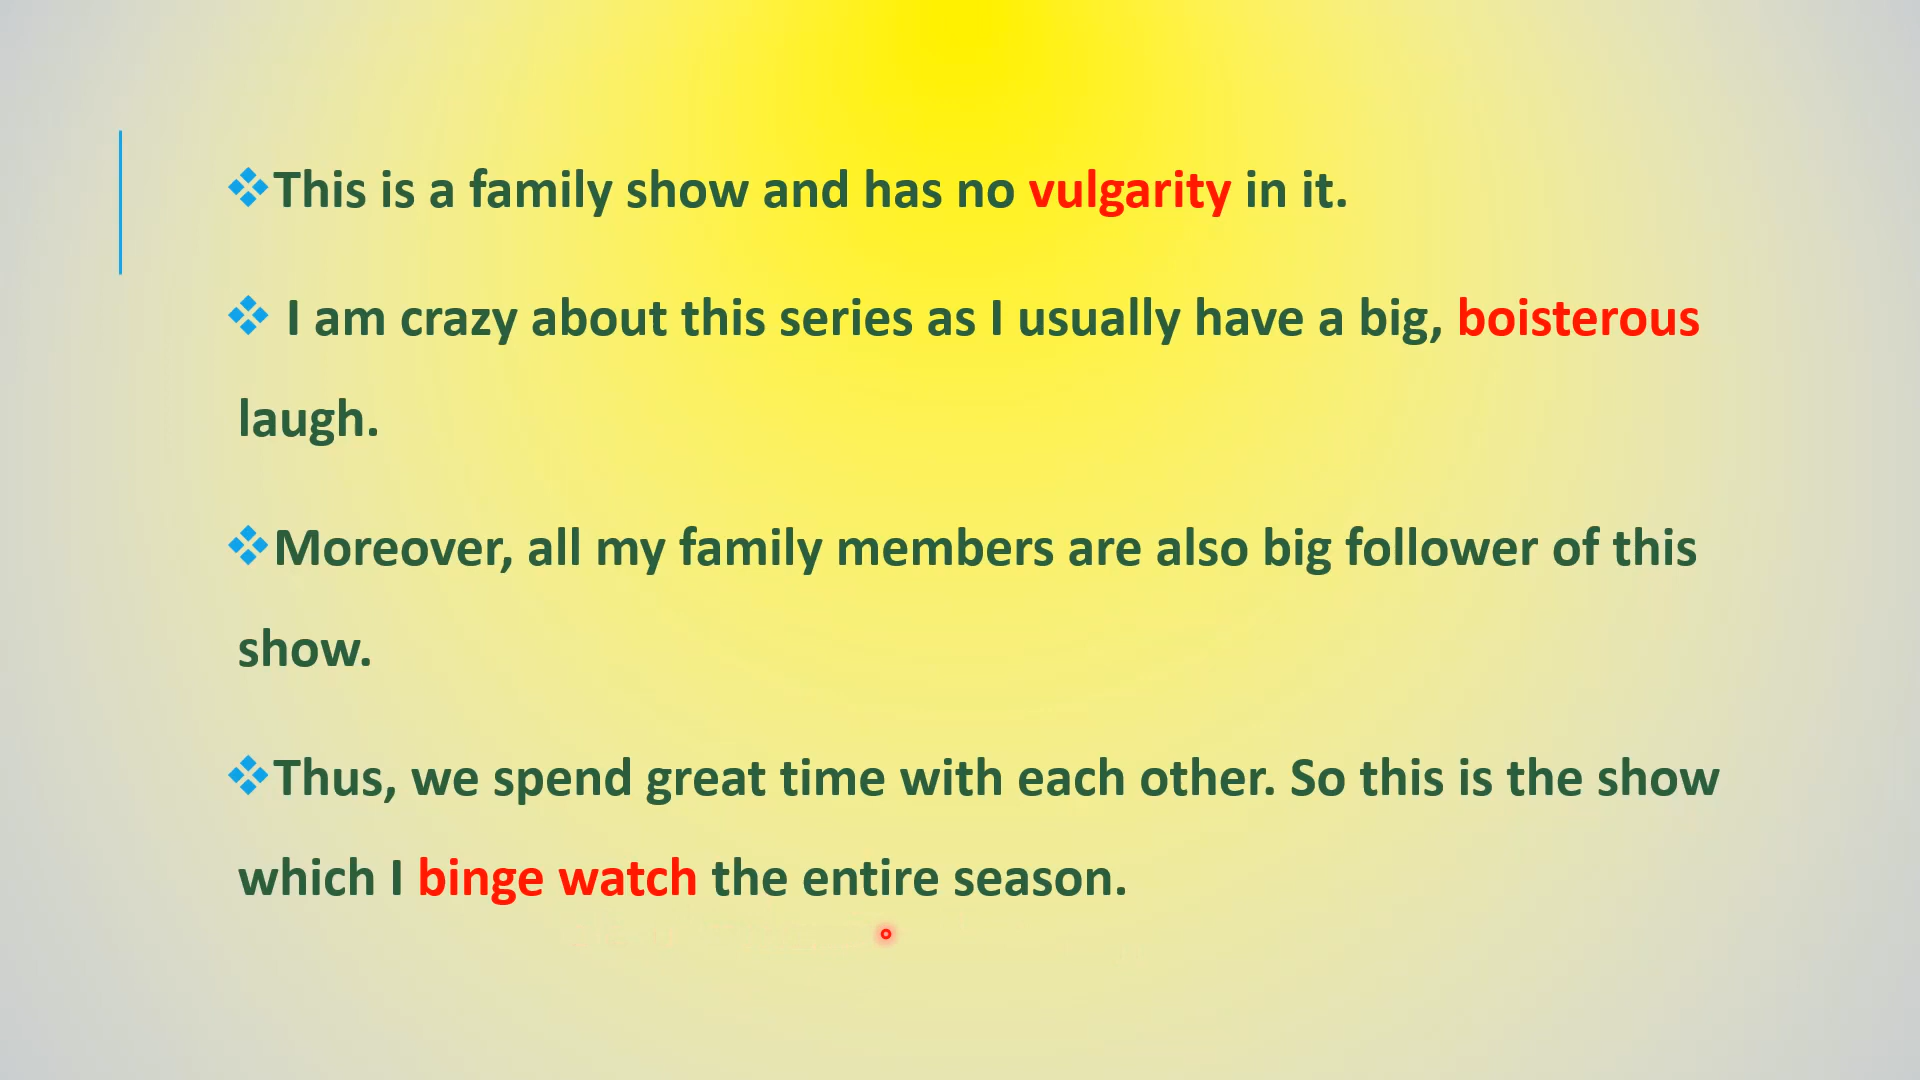 ❖This is a family show and has no vulgarity in it.
❖ I am crazy about this series as I usually have a big, boisterous
laugh.
❖Moreover, all my family members are also big follower of this
show.
❖Thus, we spend great time with each other. So this is the show
which I binge watch the entire season.